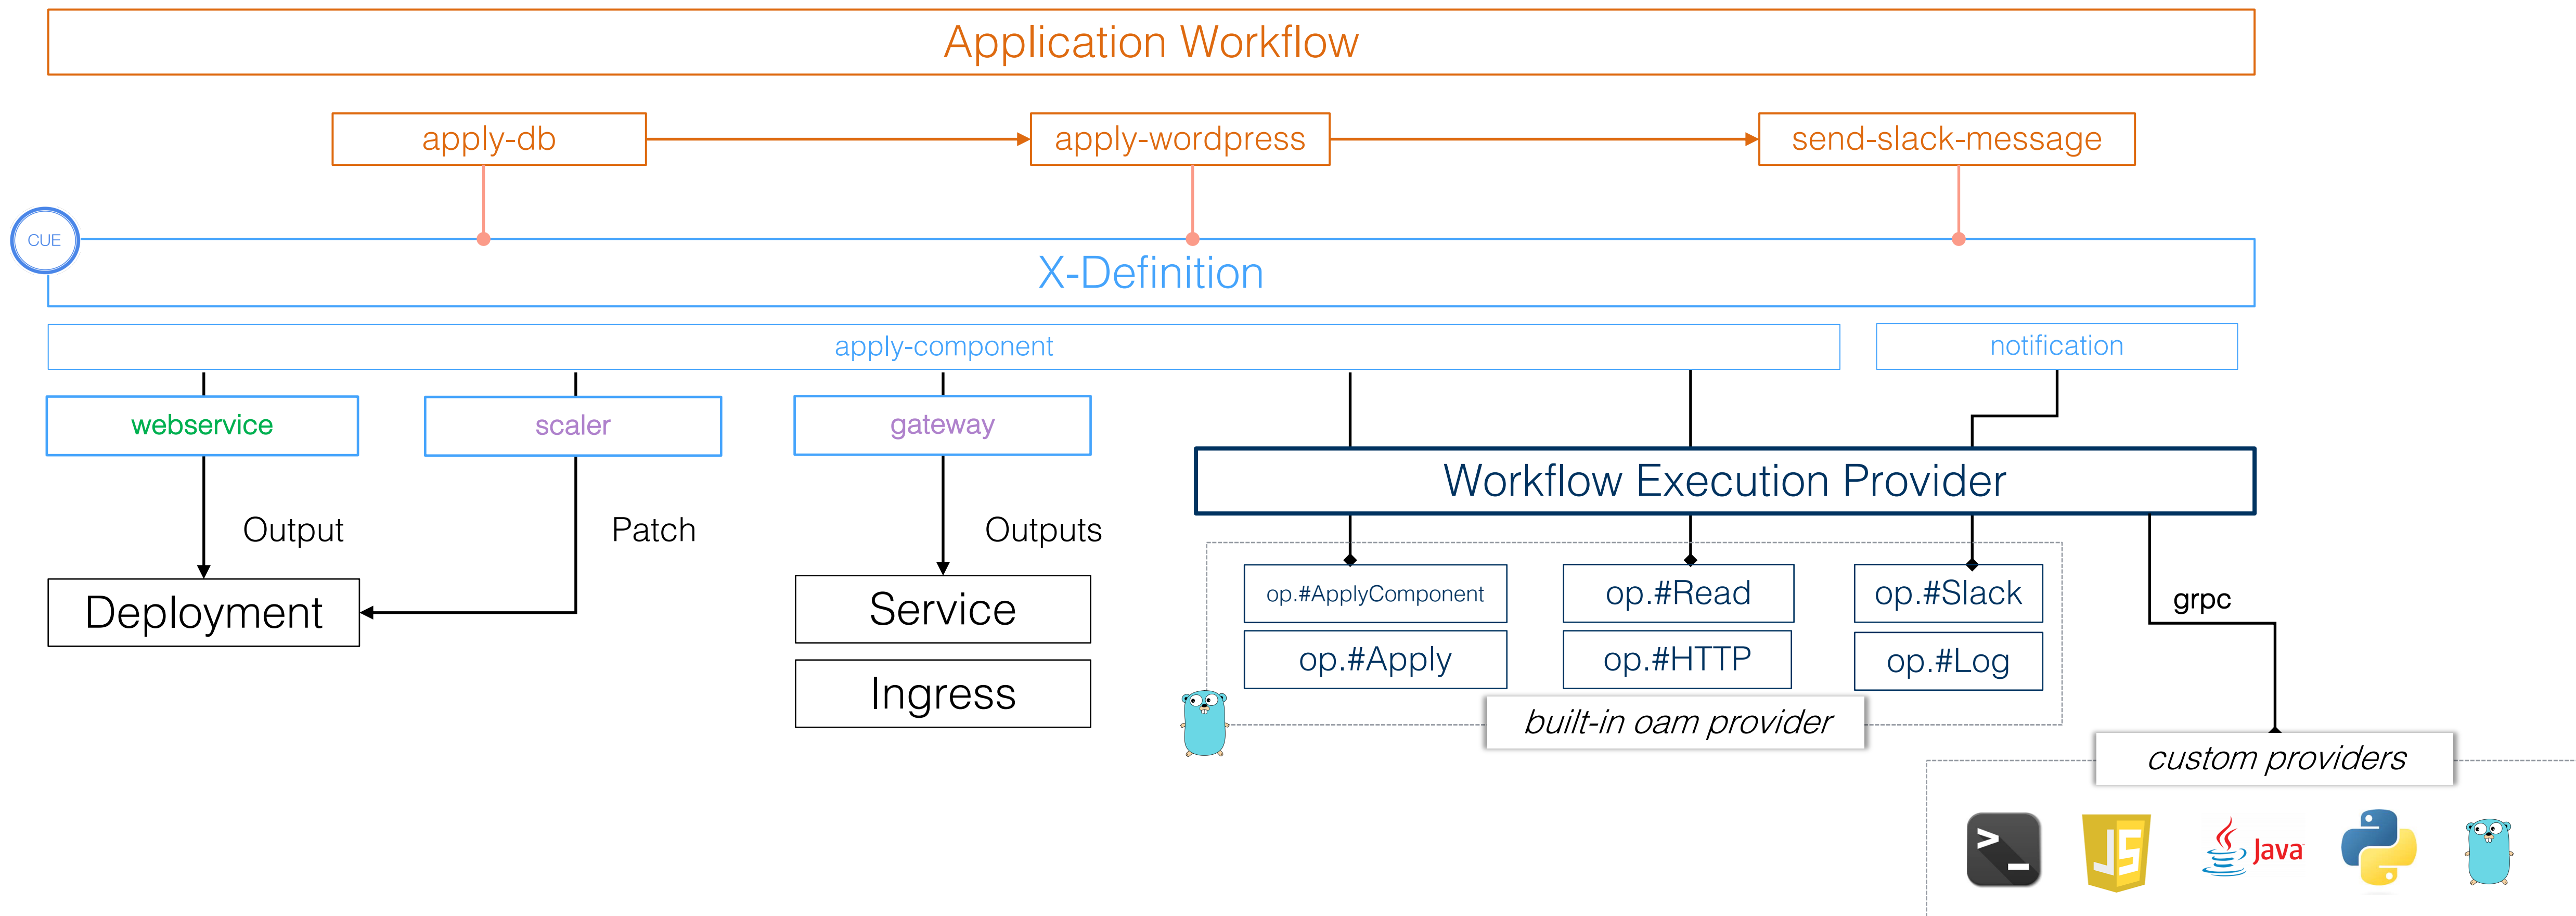 Application Workflow
apply-db
apply-wordpress
send-slack-message
CUE
X-Definition
apply-component
notification
webservice
scaler
gateway
Workflow Execution Provider
Output
Patch
Outputs
Deployment
Service
Ingress
op.#ApplyComponent
op.#Read
op.#Slack
grpc
op.#Apply
op.#HTTP
op.#Log
built-in oam provider
custom providers
>_
JS
Java